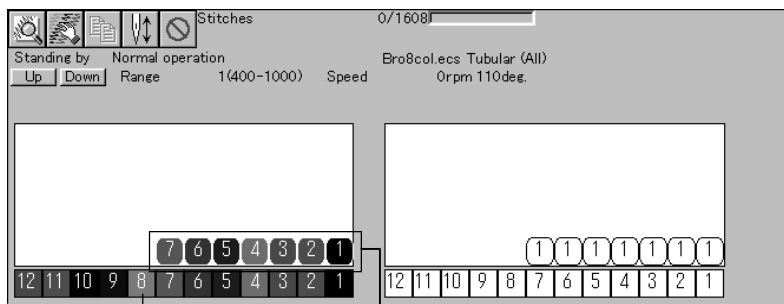 Stitches 0/1608
Standing by Normal operation Bro8col.ecs Tubular (All)
Up Down Range 1(400-1000) Speed 0rpm 110deg.
7 6 5 4 3 2 1 1 1 1 1 1 1 1
12 11 10 9 8 7 6 5 4 3 2 1 12 11 10 9 8 7 6 5 4 3 2 1